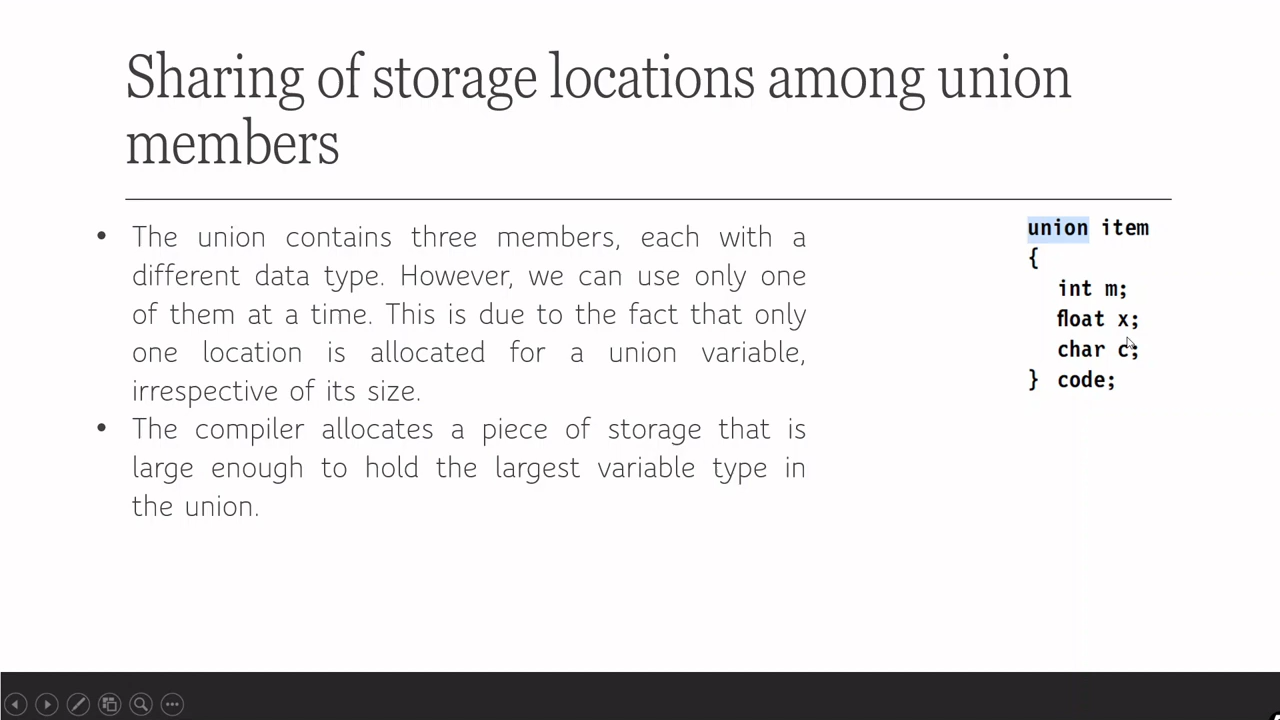 Sharing of storage locations among union
members
• The union contains three members, each with a
different data type. However, we can use only one
of them at a time. This is due to the fact that only
one location is allocated for a union variable,
irrespective of its size.
• The compiler allocates a piece of storage that is
large enough to hold the largest variable type in
the union.
union item
{
int m;
float x;
char c;
} code;